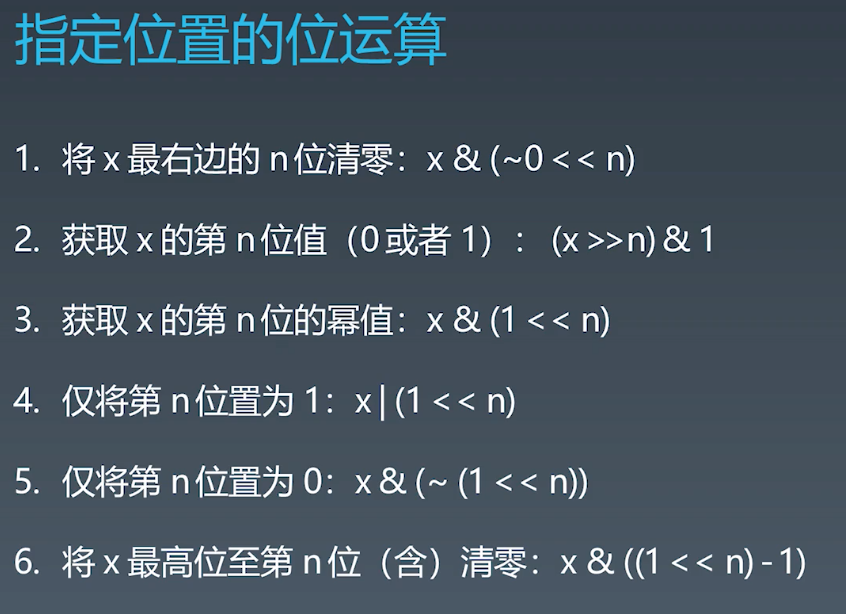 指定位置的位运算
1. 将 x 最右边的 n 位清零：x & (~0 << n)
2. 获取 x 的第 n 位值（0 或者 1）： (x >>n) & 1
3. 获取 x 的第 n 位的幂值：x & (1 << n)
4. 仅将第 n 位置为 1：x | (1 << n)
5. 仅将第 n 位置为 0：x & (~ (1 << n))
6. 将 x 最高位至第 n 位（含）清零：x & ((1 << n) - 1)